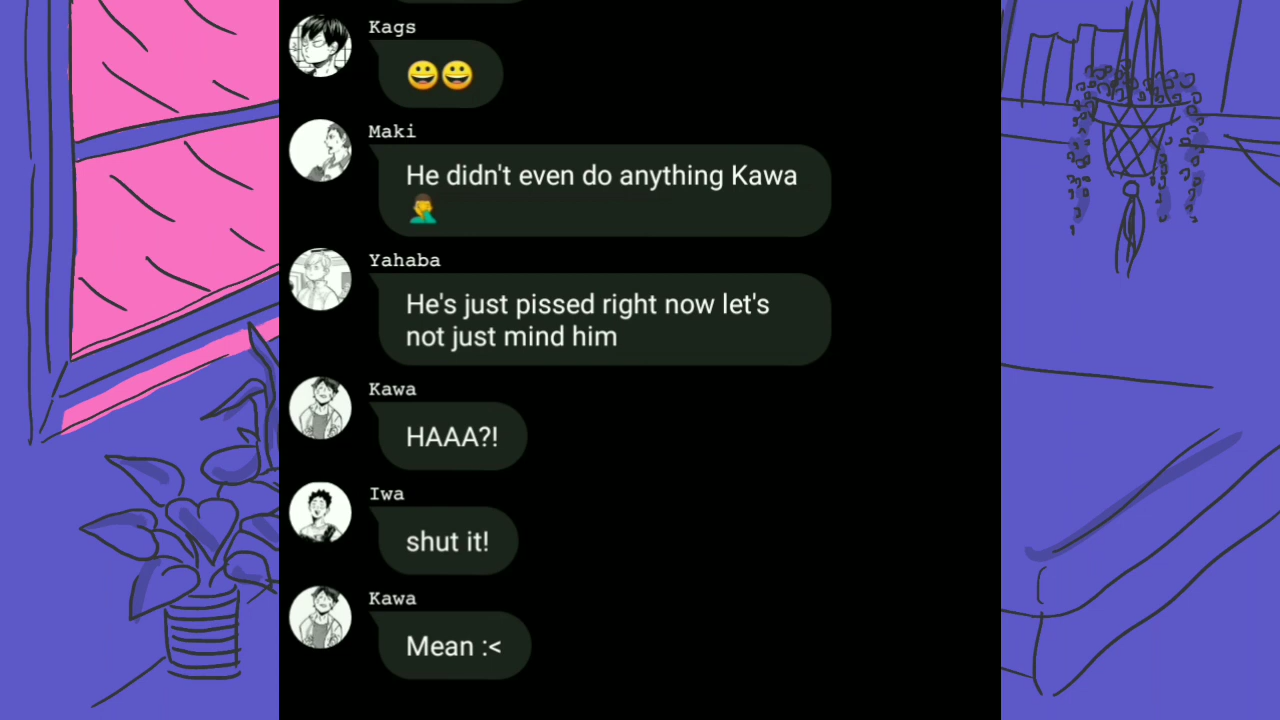 Kags
😀😀
Maki
He didn't even do anything Kawa
🤦
Yahaba
He's just pissed right now let's
not just mind him
Kawa
HAAA?!
Iwa
shut it!
Kawa
Mean :<